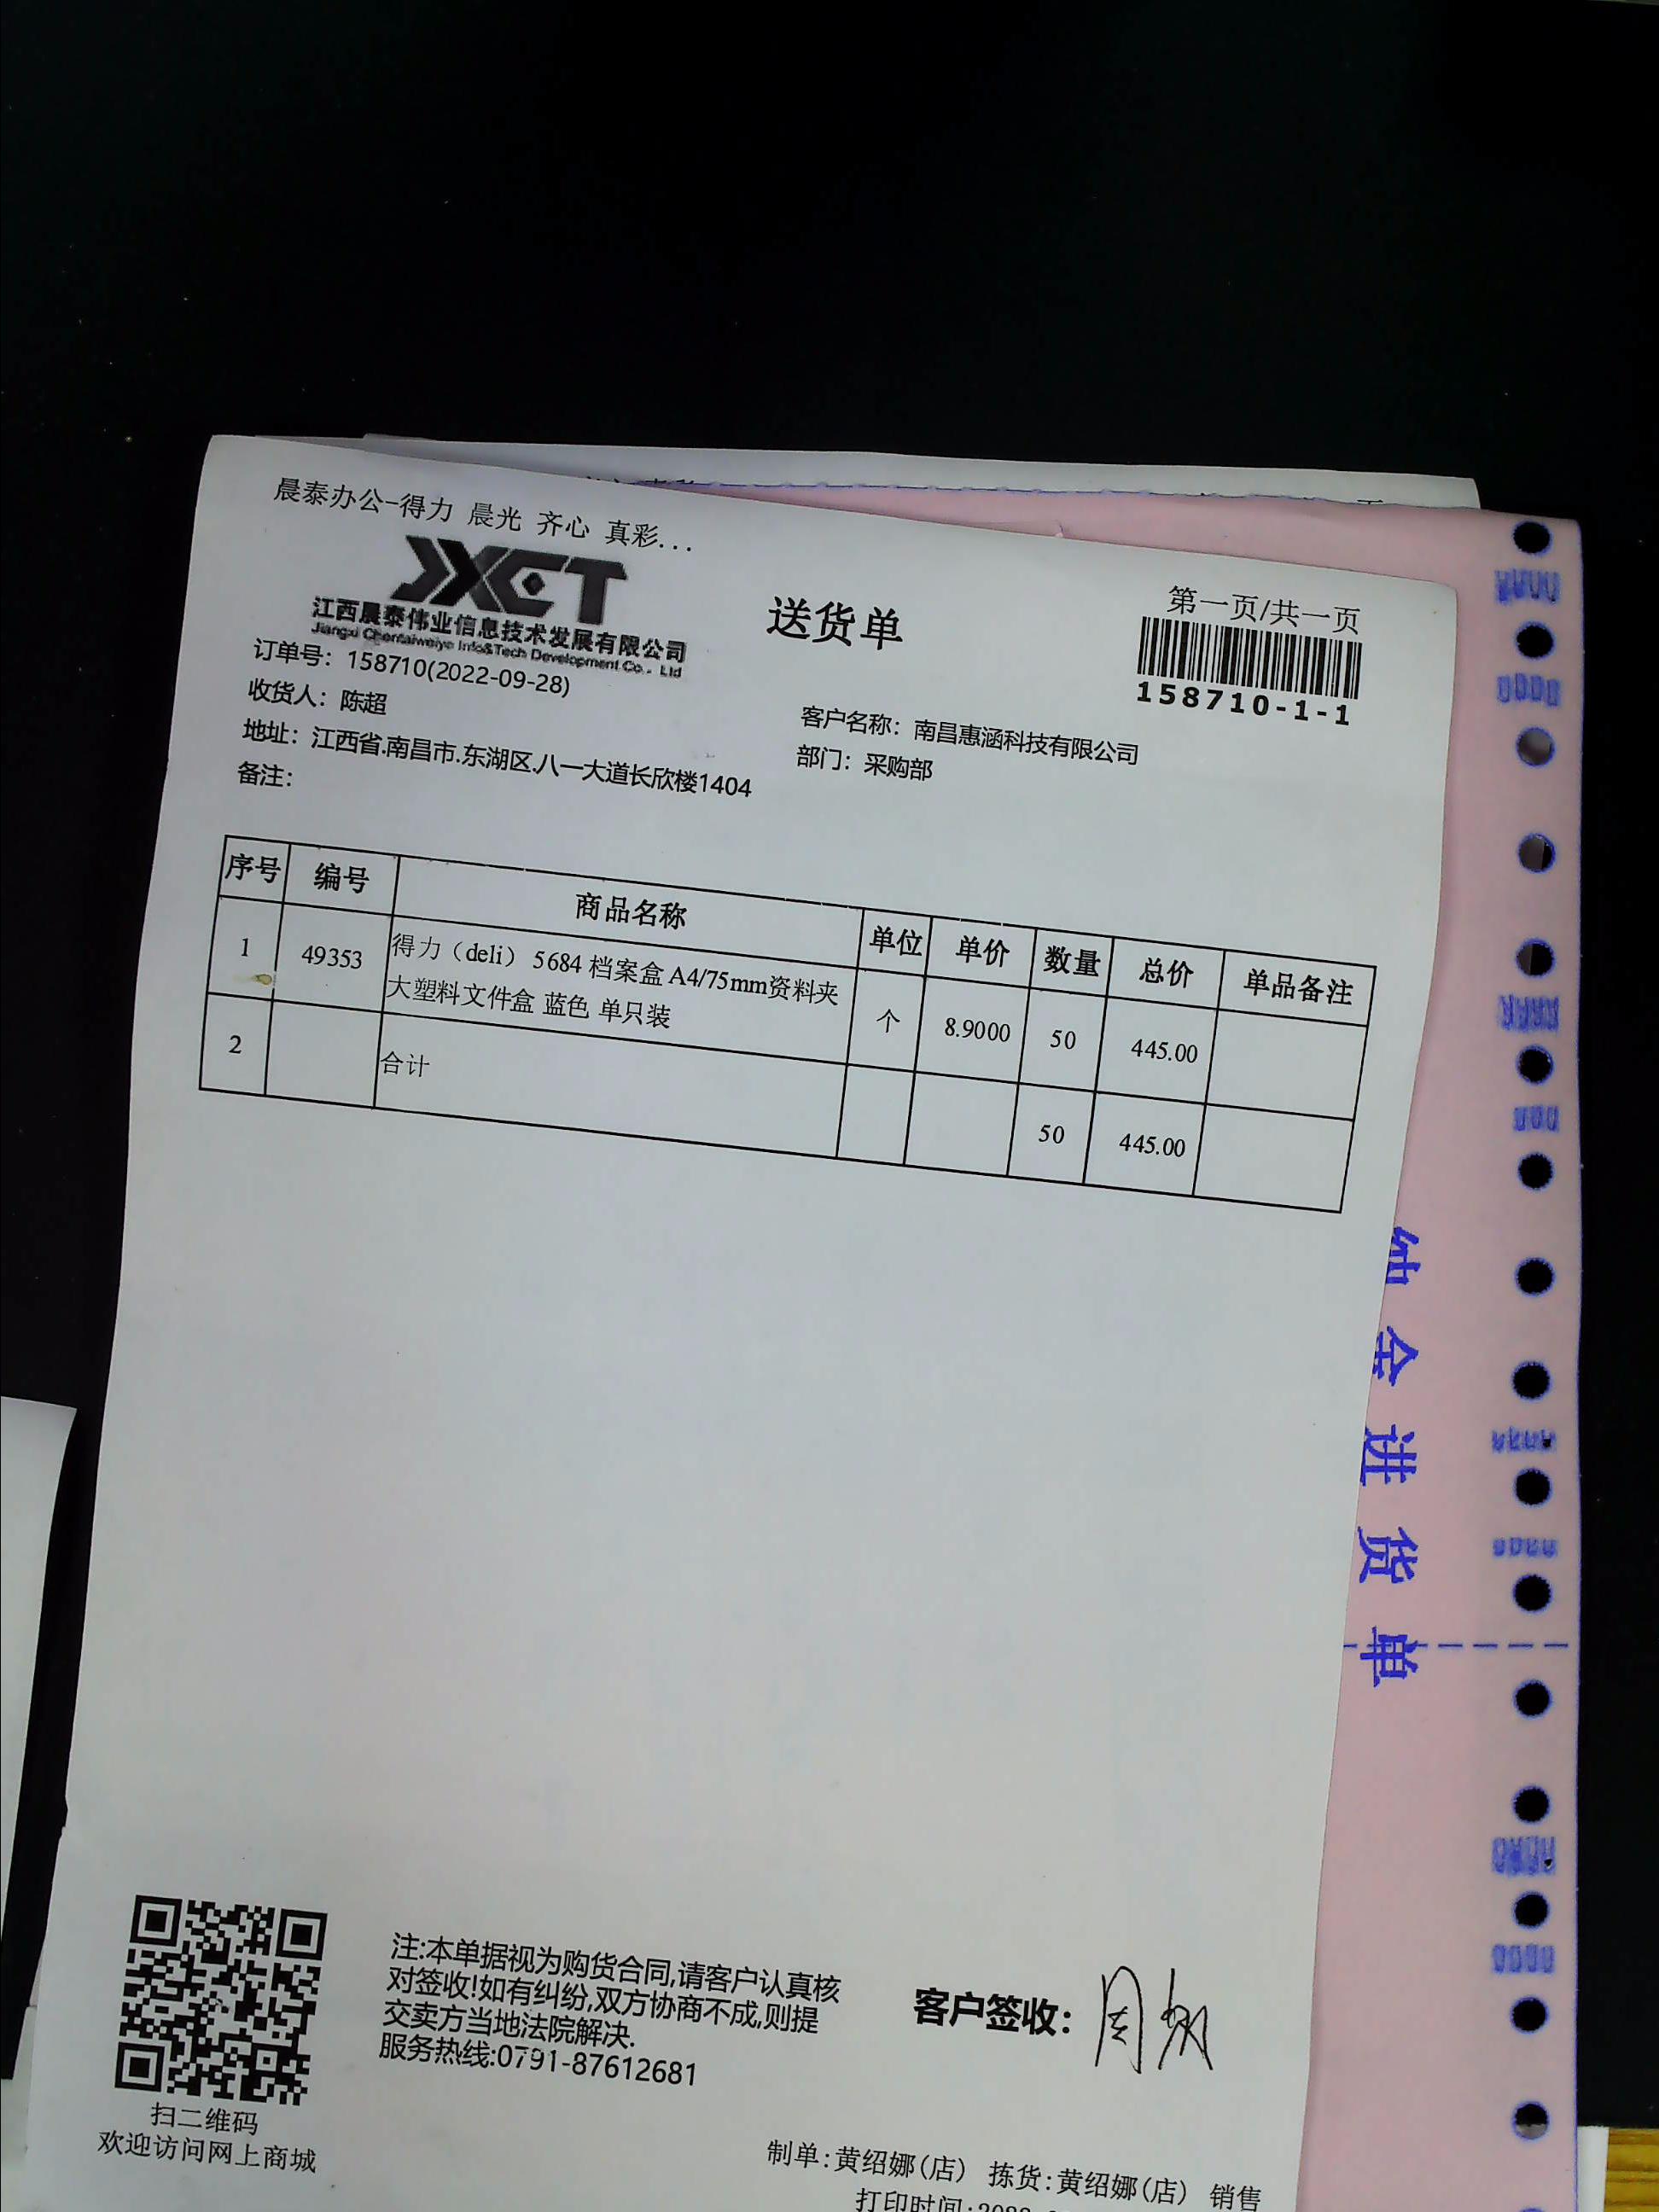 晨泰办公-得力 晨光 齐心 真彩...
JXCT
江西晨泰伟业信息技术发展有限公司
Jiangxi Chentaiweiye Info&Tech Development Co., Ltd
送货单
第一页/共一页
158710-1-1
订单号：158710(2022-09-28)
收货人：陈超
客户名称：南昌惠涵科技有限公司
地址：江西省.南昌市.东湖区.八一大道长欣楼1404
部门：采购部
备注：
序号 编号 商品名称 单位 单价 数量 总价 单品备注
1 49353 得力（deli）5684 档案盒 A4/75mm资料夹 个 8.9000 50 445.00
大塑料文件盒 蓝色 单只装
2 合计 50 445.00
金进货单
注:本单据视为购货合同,请客户认真核
对签收!如有纠纷,双方协商不成,则提
交卖方当地法院解决.
服务热线:0791-87612681
客户签收：周
扫二维码
欢迎访问网上商城
制单:黄绍娜(店) 拣货:黄绍娜(店) 销售
打印时间: